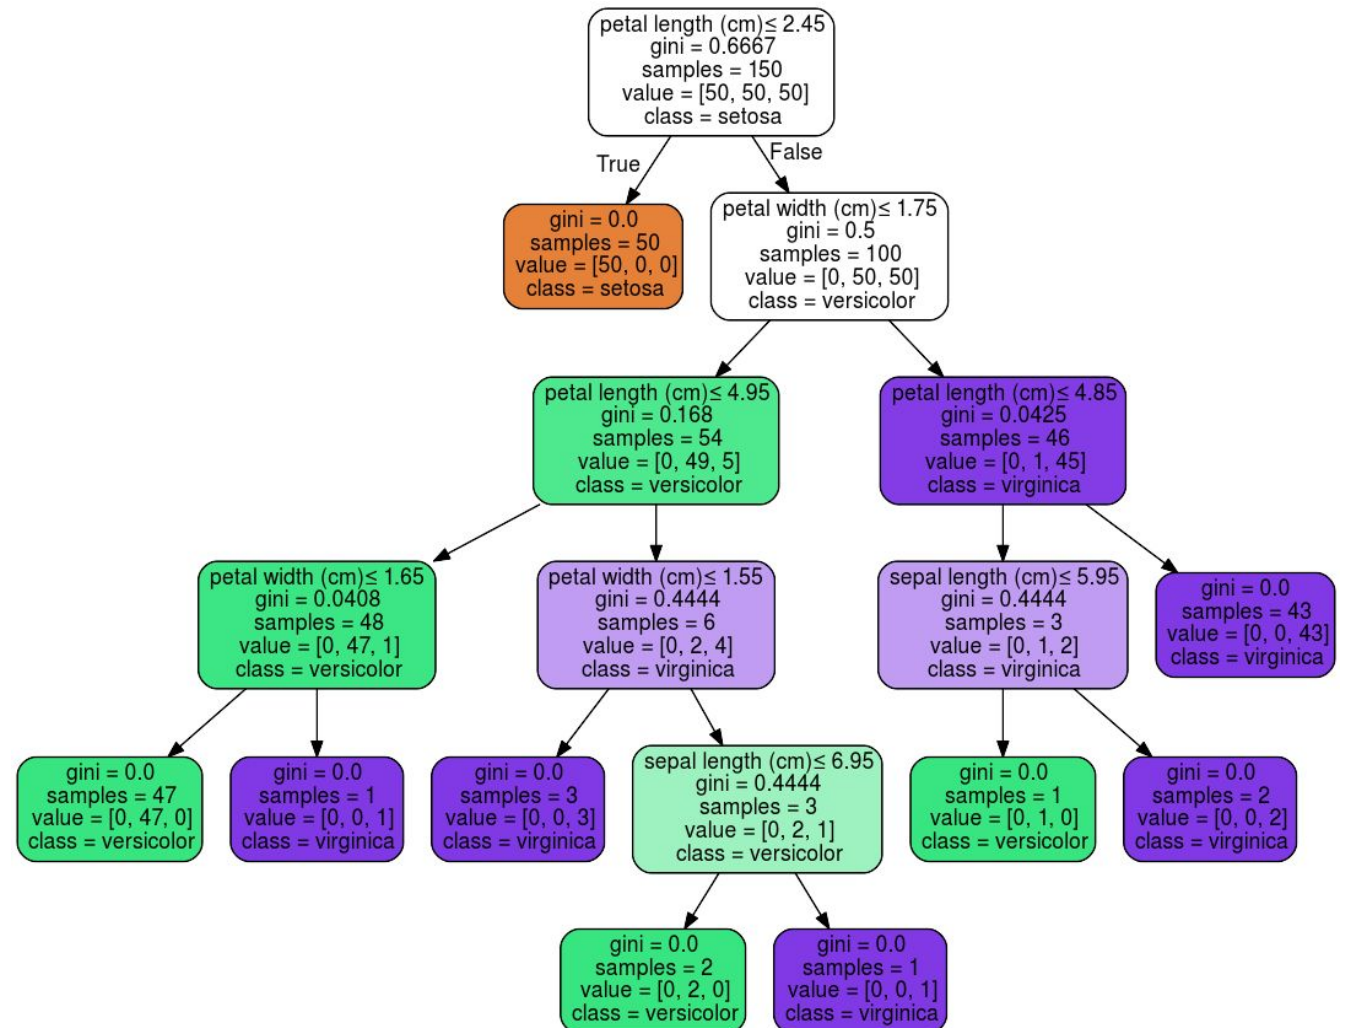 petal length (cm)≤ 2.45
gini = 0.6667
samples = 150
value = [50, 50, 50]
class = setosa
True
False
gini = 0.0
samples = 50
value = [50, 0, 0]
class = setosa
petal width (cm)≤ 1.75
gini = 0.5
samples = 100
value = [0, 50, 50]
class = versicolor
petal length (cm)≤ 4.95
gini = 0.168
samples = 54
value = [0, 49, 5]
class = versicolor
petal length (cm)≤ 4.85
gini = 0.0425
samples = 46
value = [0, 1, 45]
class = virginica
petal width (cm)≤ 1.65
gini = 0.0408
samples = 48
value = [0, 47, 1]
class = versicolor
petal width (cm)≤ 1.55
gini = 0.4444
samples = 6
value = [0, 2, 4]
class = virginica
sepal length (cm)≤ 5.95
gini = 0.4444
samples = 3
value = [0, 1, 2]
class = virginica
gini = 0.0
samples = 43
value = [0, 0, 43]
class = virginica
gini = 0.0
samples = 47
value = [0, 47, 0]
class = versicolor
gini = 0.0
samples = 1
value = [0, 0, 1]
class = virginica
gini = 0.0
samples = 3
value = [0, 0, 3]
class = virginica
sepal length (cm)≤ 6.95
gini = 0.4444
samples = 3
value = [0, 2, 1]
class = versicolor
gini = 0.0
samples = 1
value = [0, 1, 0]
class = versicolor
gini = 0.0
samples = 2
value = [0, 0, 2]
class = virginica
gini = 0.0
samples = 2
value = [0, 2, 0]
class = versicolor
gini = 0.0
samples = 1
value = [0, 0, 1]
class = virginica